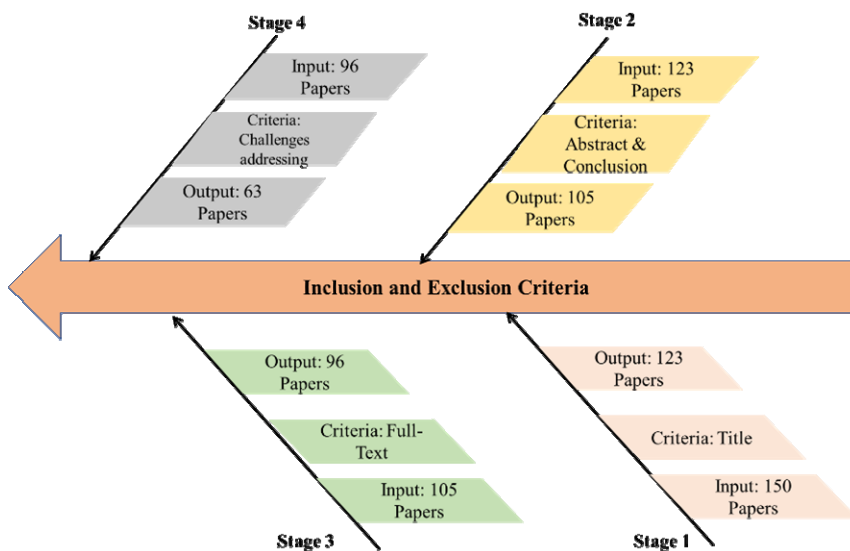 Stage 4
Input: 96
Papers
Criteria:
Challenges
addressing
Output: 63
Papers
Stage 2
Input: 123
Papers
Criteria:
Abstract &
Conclusion
Output: 105
Papers
Inclusion and Exclusion Criteria
Output: 96
Papers
Criteria: Full-
Text
Input: 105
Papers
Stage 3
Output: 123
Papers
Criteria: Title
Input: 150
Papers
Stage 1